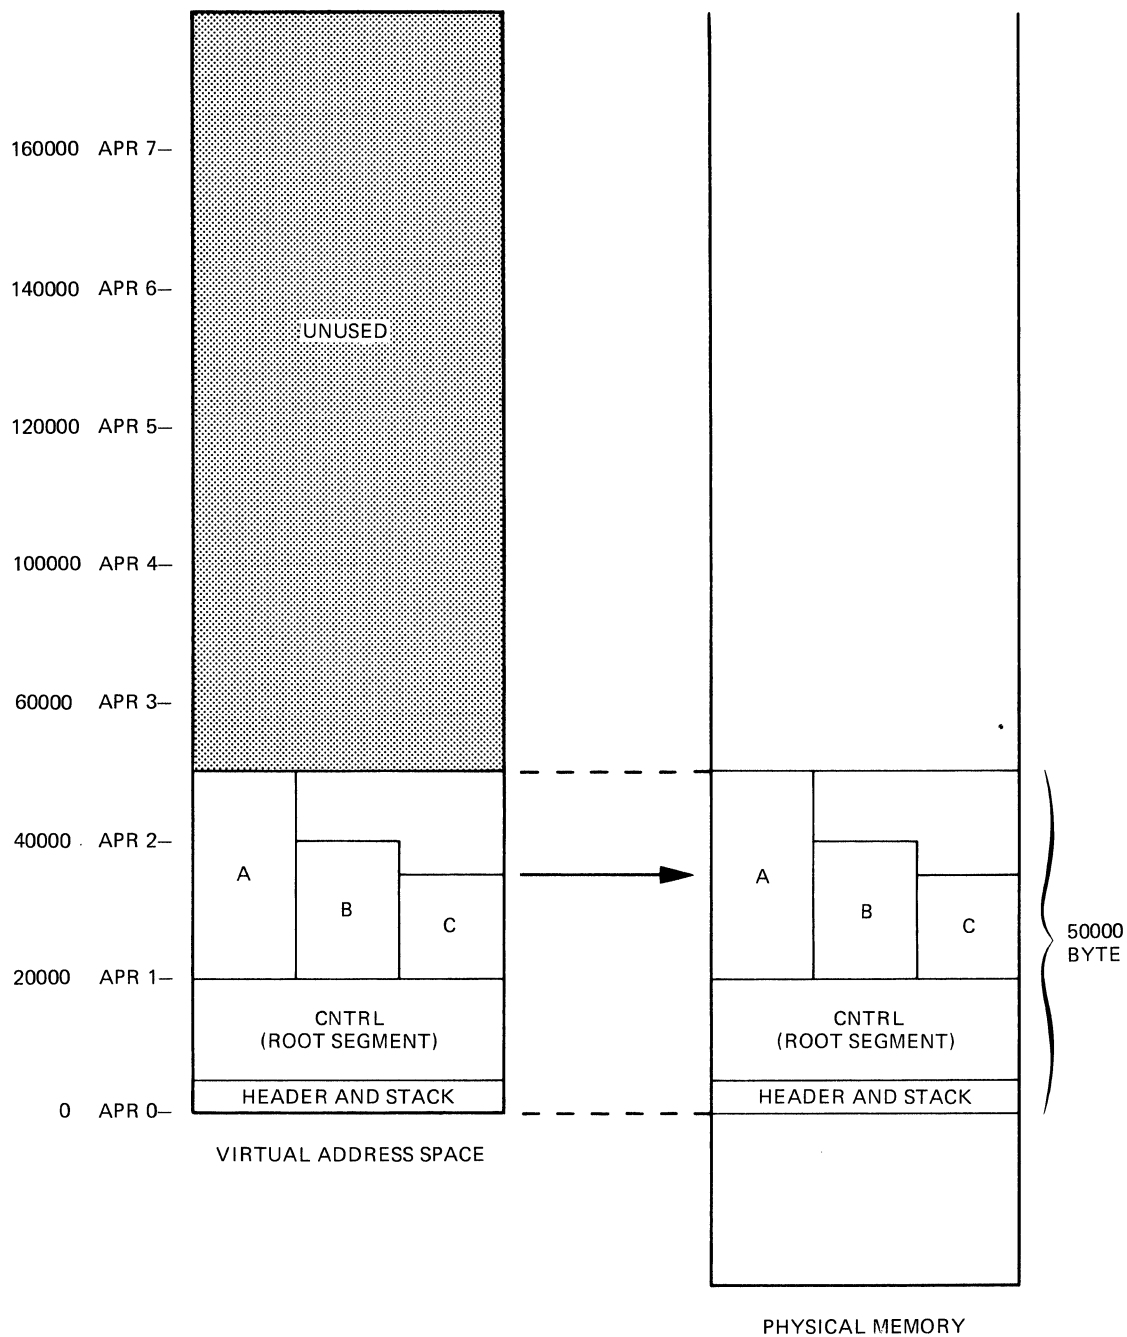 160000 APR 7–
140000 APR 6–
UNUSED
120000 APR 5–
100000 APR 4–
60000 APR 3–
40000 APR 2–
A
B
C
A
B
C
50000
BYTE
20000 APR 1–
CNTRL
(ROOT SEGMENT)
CNTRL
(ROOT SEGMENT)
HEADER AND STACK
HEADER AND STACK
0 APR 0–
VIRTUAL ADDRESS SPACE
PHYSICAL MEMORY